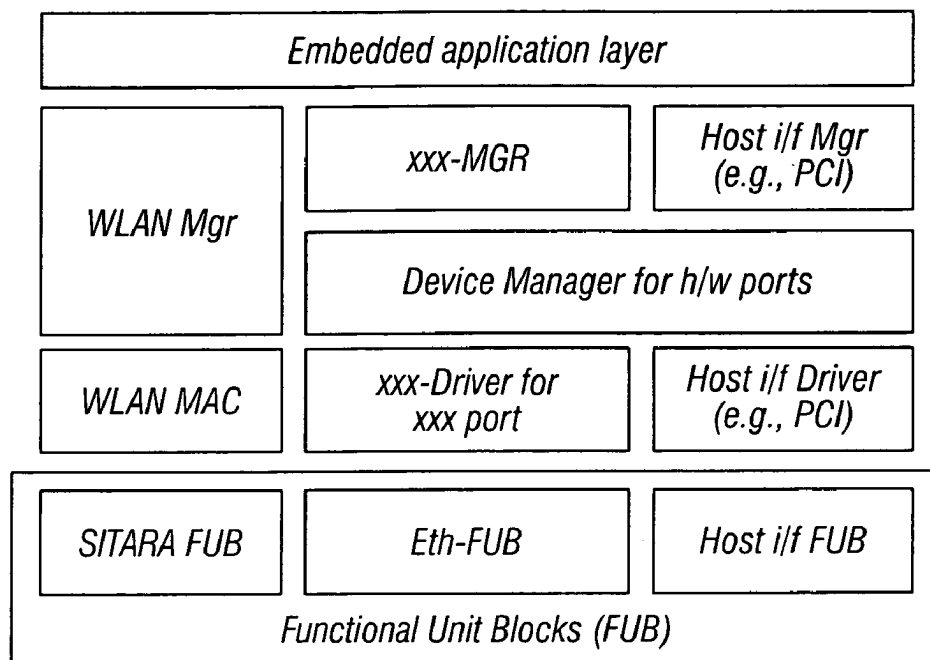 Embedded application layer
WLAN Mgr
xxx-MGR
Host i/f Mgr
(e.g., PCI)
Device Manager for h/w ports
WLAN MAC
xxx-Driver for
xxx port
Host i/f Driver
(e.g., PCI)
SITARA FUB
Eth-FUB
Host i/f FUB
Functional Unit Blocks (FUB)